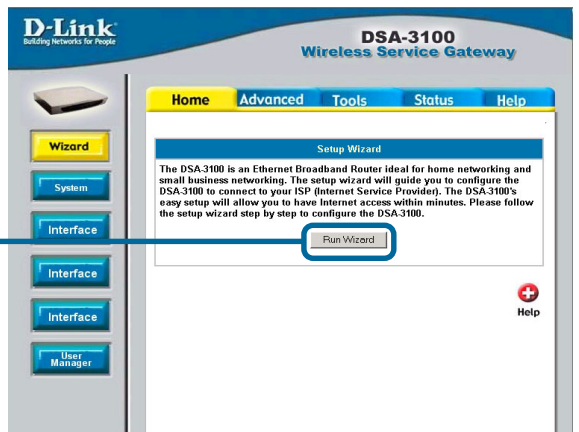 D-Link
Building Networks for People
DSA-3100
Wireless Service Gateway
Home
Advanced
Tools
Status
Help
Wizard
System
Interface
Interface
Interface
User
Manager
Setup Wizard
The DSA-3100 is an Ethernet Broadband Router ideal for home networking and
small business networking. The setup wizard will guide you to configure the
DSA-3100 to connect to your ISP (Internet Service Provider). The DSA-3100's
easy setup will allow you to have Internet access within minutes. Please follow
the setup wizard step by step to configure the DSA-3100.
Run Wizard
Help